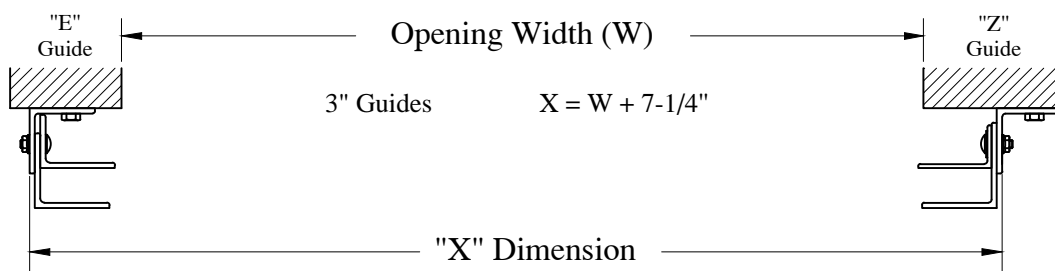 "E"
Guide
Opening Width (W)
"Z"
Guide
3" Guides X = W + 7-1/4"
"X" Dimension